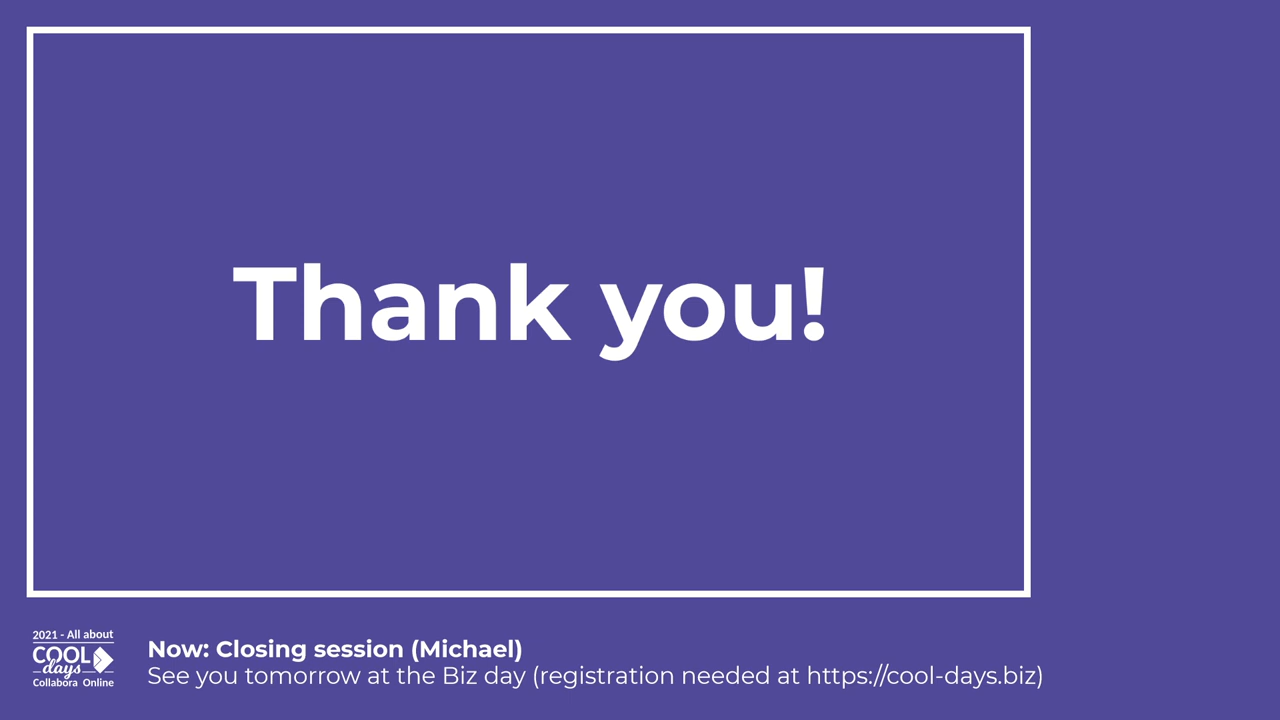 Thank you!
2021 - All about
COOL
days
Collabora Online
Now: Closing session (Michael)
See you tomorrow at the Biz day (registration needed at https://cool-days.biz)